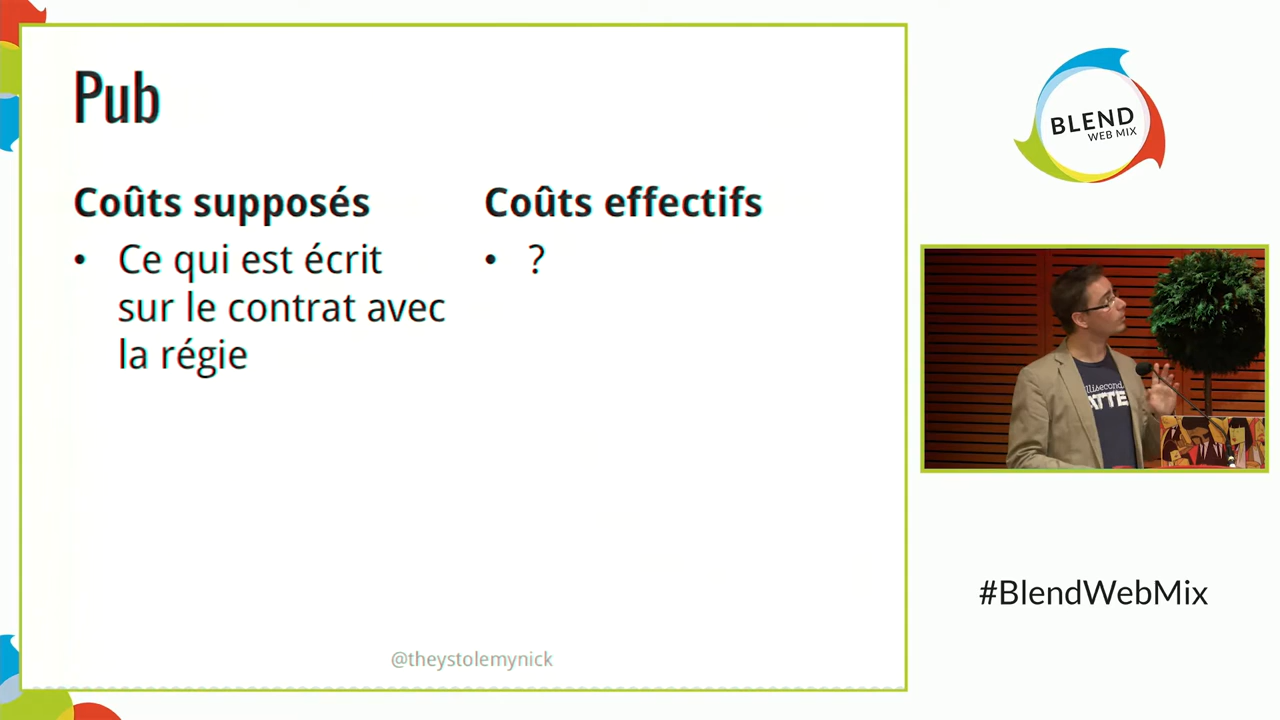 Pub
Coûts supposés
• Ce qui est écrit
sur le contrat avec
la régie
Coûts effectifs
• ?
@theystolemynick
BLEND
WEB MIX
#BlendWebMix